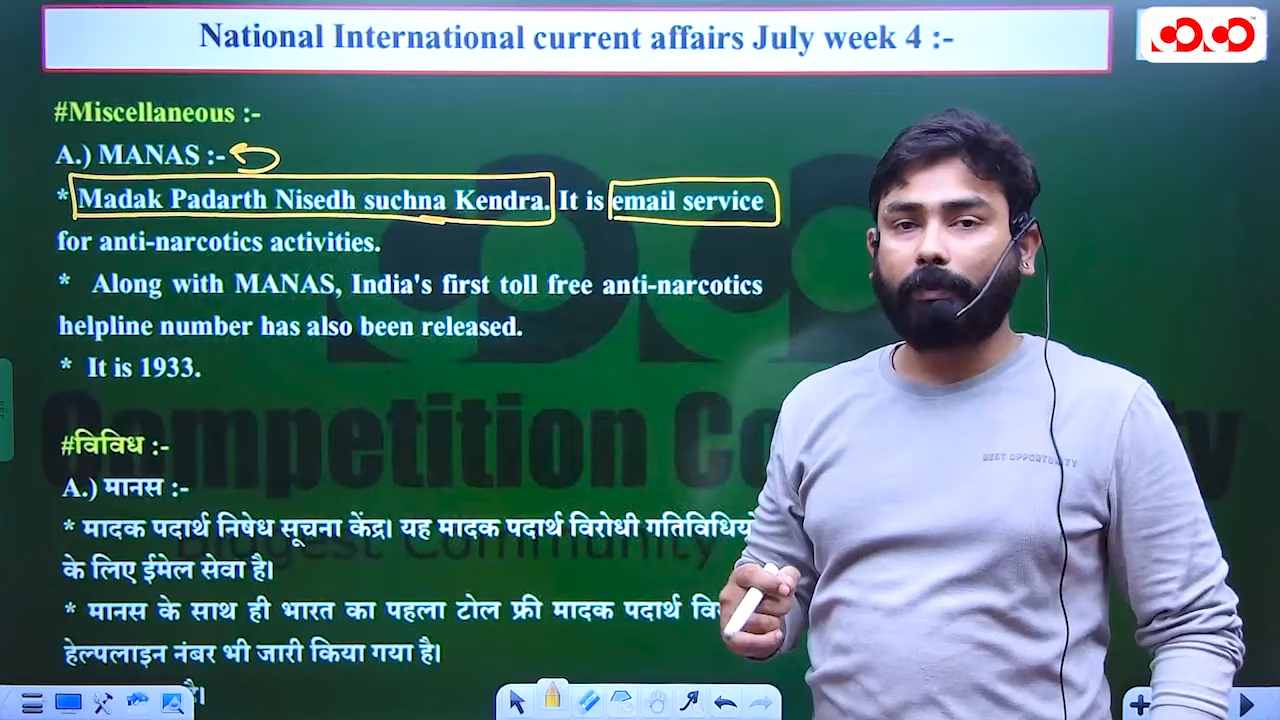 National International current affairs July week 4 :-
#Miscellaneous :-
A.) MANAS :-
* Madak Padarth Nisedh suchna Kendra. It is email service
for anti-narcotics activities.
* Along with MANAS, India's first toll free anti-narcotics
helpline number has also been released.
* It is 1933.
#विविध :-
A.) मानस :-
* मादक पदार्थ निषेध सूचना केंद्र। यह मादक पदार्थ विरोधी
के लिए ईमेल सेवा है।
* मानस के साथ ही भारत का पहला टोल फ्री मादक पदार्थ
हेल्पलाइन नंबर भी जारी किया गया है।
है।
Competition
Biggest Community
BEST OPPORTUNITY